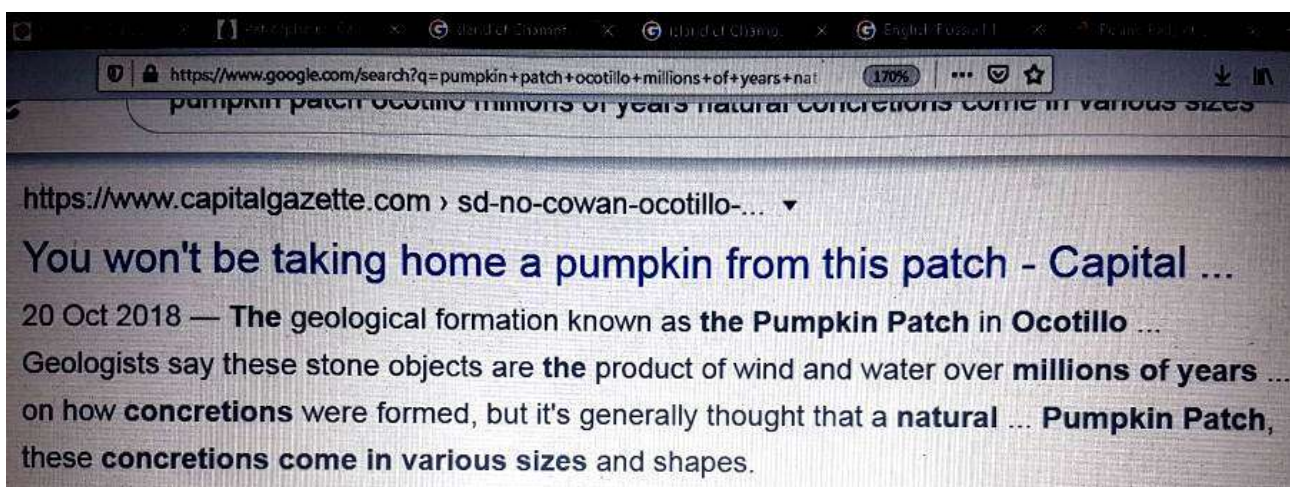 https://www.google.com/search?q=pumpkin+patch+ocotillo+millions+of+years+nat 170%
pumpkin patch ocotillo millions of years natural concretions come in various sizes
https://www.capitalgazette.com › sd-no-cowan-ocotillo-...
You won't be taking home a pumpkin from this patch - Capital ...
20 Oct 2018 — The geological formation known as the Pumpkin Patch in Ocotillo ...
Geologists say these stone objects are the product of wind and water over millions of years ...
on how concretions were formed, but it's generally thought that a natural ... Pumpkin Patch,
these concretions come in various sizes and shapes.